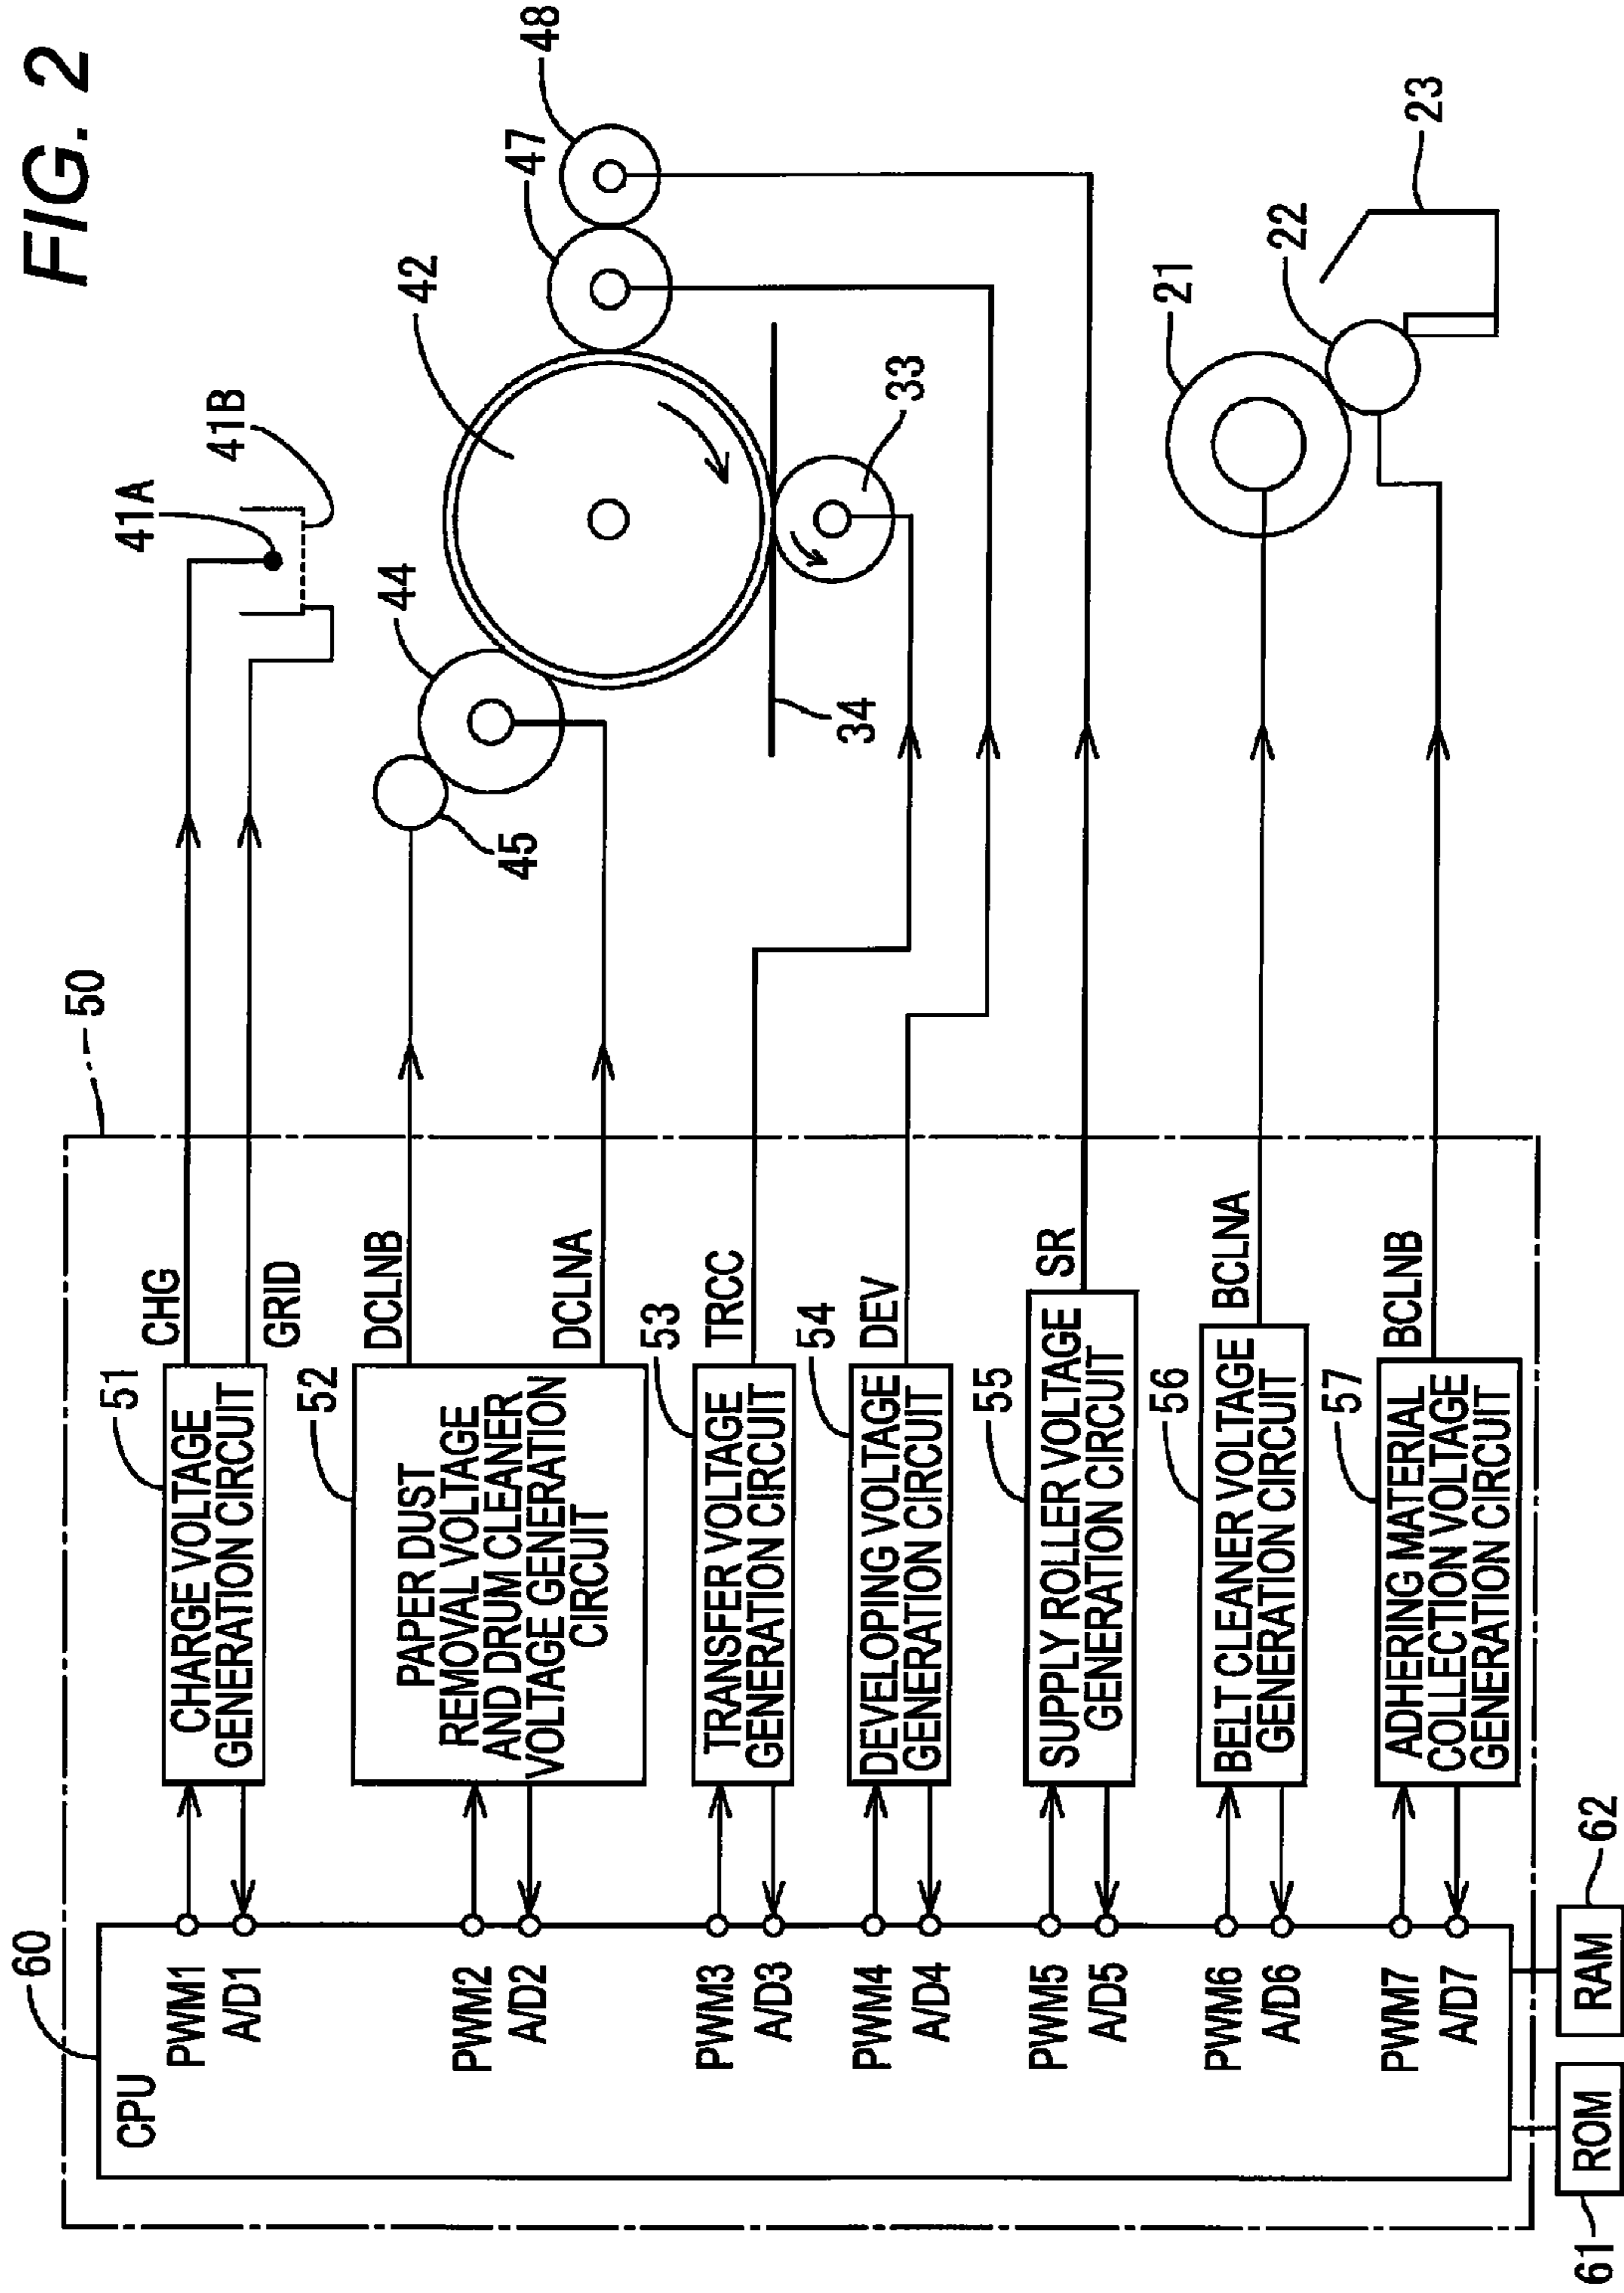 FIG. 2
50
60
CPU
PWM1
A/D1
PWM2
A/D2
PWM3
A/D3
PWM4
A/D4
PWM5
A/D5
PWM6
A/D6
PWM7
A/D7
51
CHARGE VOLTAGE
GENERATION CIRCUIT
CHG
GRID
52
PAPER DUST
REMOVAL VOLTAGE
AND DRUM CLEANER
VOLTAGE GENERATION
CIRCUIT
DCLNB
DCLNA
53
TRANSFER VOLTAGE
GENERATION CIRCUIT
TRCC
54
DEVELOPING VOLTAGE
GENERATION CIRCUIT
DEV
55
SUPPLY ROLLER VOLTAGE
GENERATION CIRCUIT
SR
56
BELT CLEANER VOLTAGE
GENERATION CIRCUIT
BCLNA
57
ADHERING MATERIAL
COLLECTION VOLTAGE
GENERATION CIRCUIT
BCLNB
41A
41B
44
45
42
47
48
34
33
21
22
23
61
ROM
RAM
62